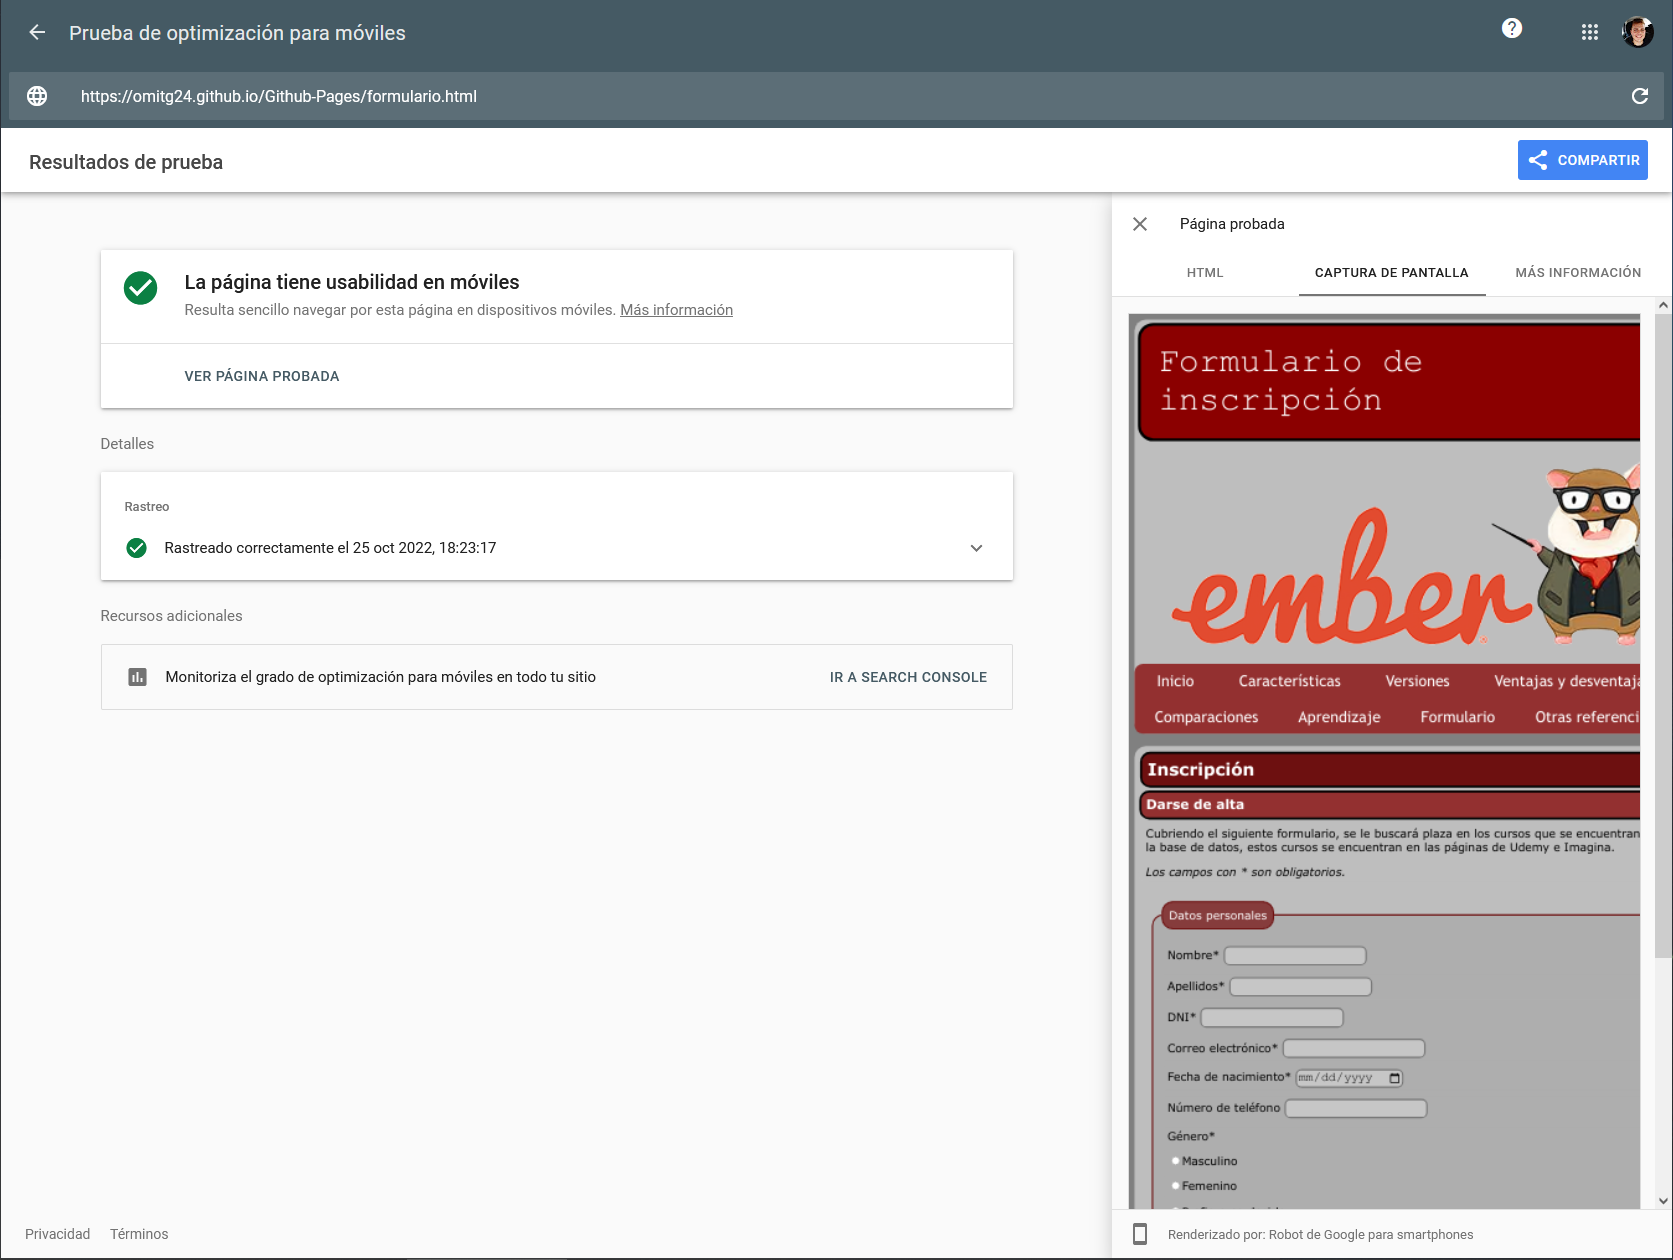 Prueba de optimización para móviles
?
https://omitg24.github.io/Github-Pages/formulario.html
Resultados de prueba
COMPARTIR
La página tiene usabilidad en móviles
Resulta sencillo navegar por esta página en dispositivos móviles. Más información
VER PÁGINA PROBADA
Detalles
Rastreo
Rastreado correctamente el 25 oct 2022, 18:23:17
Recursos adicionales
Monitoriza el grado de optimización para móviles en todo tu sitio
IR A SEARCH CONSOLE
Página probada
HTML
CAPTURA DE PANTALLA
MÁS INFORMACIÓN
Formulario de
inscripción
ember
Inicio Características Versiones Ventajas y desventaja
Comparaciones Aprendizaje Formulario Otras referenci
Inscripción
Darse de alta
Cubriendo el siguiente formulario, se le buscará plaza en los cursos que se encuentran
la base de datos, estos cursos se encuentran en las páginas de Udemy e Imagina.
Los campos con * son obligatorios.
Datos personales
Nombre*
Apellidos*
DNI*
Correo electrónico*
Fecha de nacimiento* mm/dd/yyyy
Número de teléfono
Género*
Masculino
Femenino
Renderizado por: Robot de Google para smartphones
Privacidad Términos